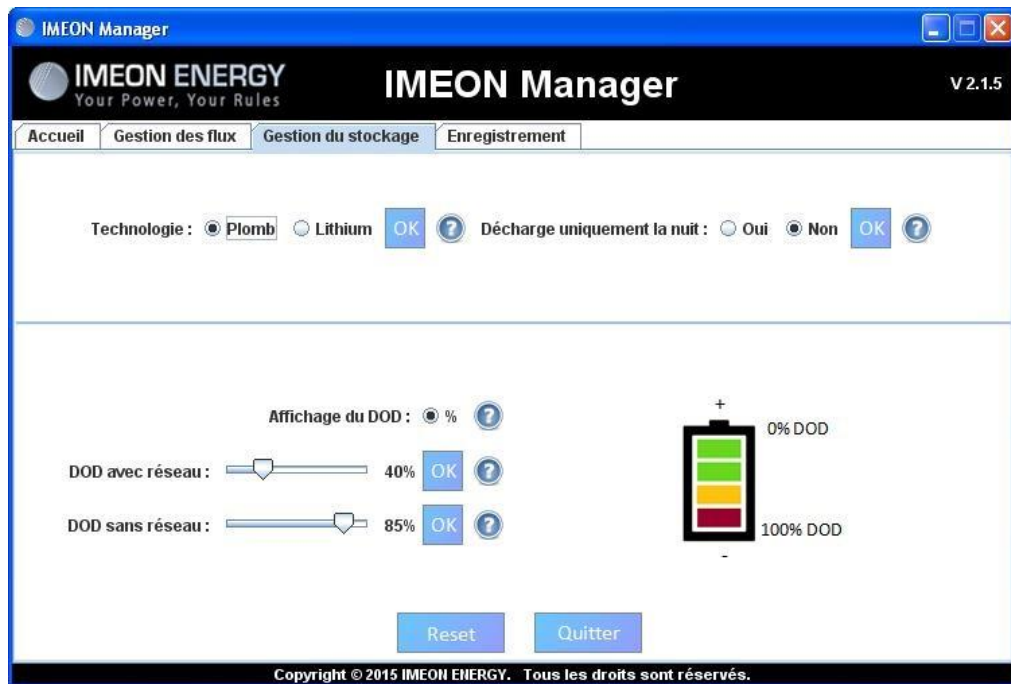 IMEON Manager
IMEON ENERGY
Your Power, Your Rules
IMEON Manager
V 2.1.5
Accueil Gestion des flux Gestion du stockage Enregistrement
Technologie : Plomb Lithium OK ? Décharge uniquement la nuit : Oui Non OK ?
Affichage du DOD : % ?
DOD avec réseau : 40% OK ?
DOD sans réseau : 85% OK ?
+
0% DOD
100% DOD
-
Reset Quitter
Copyright © 2015 IMEON ENERGY. Tous les droits sont réservés.